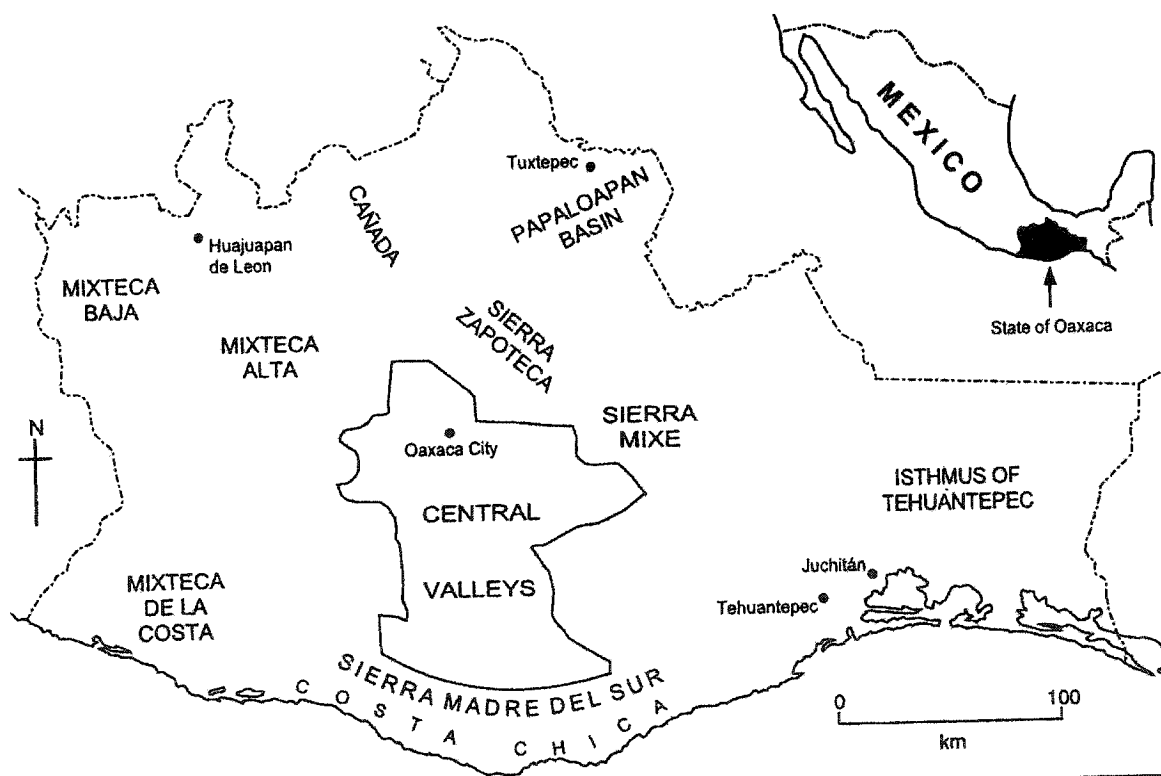 MEXICO
State of Oaxaca
Tuxtepec
PAPALOAPAN
BASIN
CAÑADA
Huajuapan
de Leon
MIXTECA
BAJA
MIXTECA
ALTA
SIERRA
ZAPOTECA
SIERRA
MIXE
N
Oaxaca City
CENTRAL
VALLEYS
ISTHMUS OF
TEHUANTEPEC
Juchitán
Tehuantepec
MIXTECA
DE LA
COSTA
SIERRA MADRE DEL SUR
COSTA CHICA
0 100
km